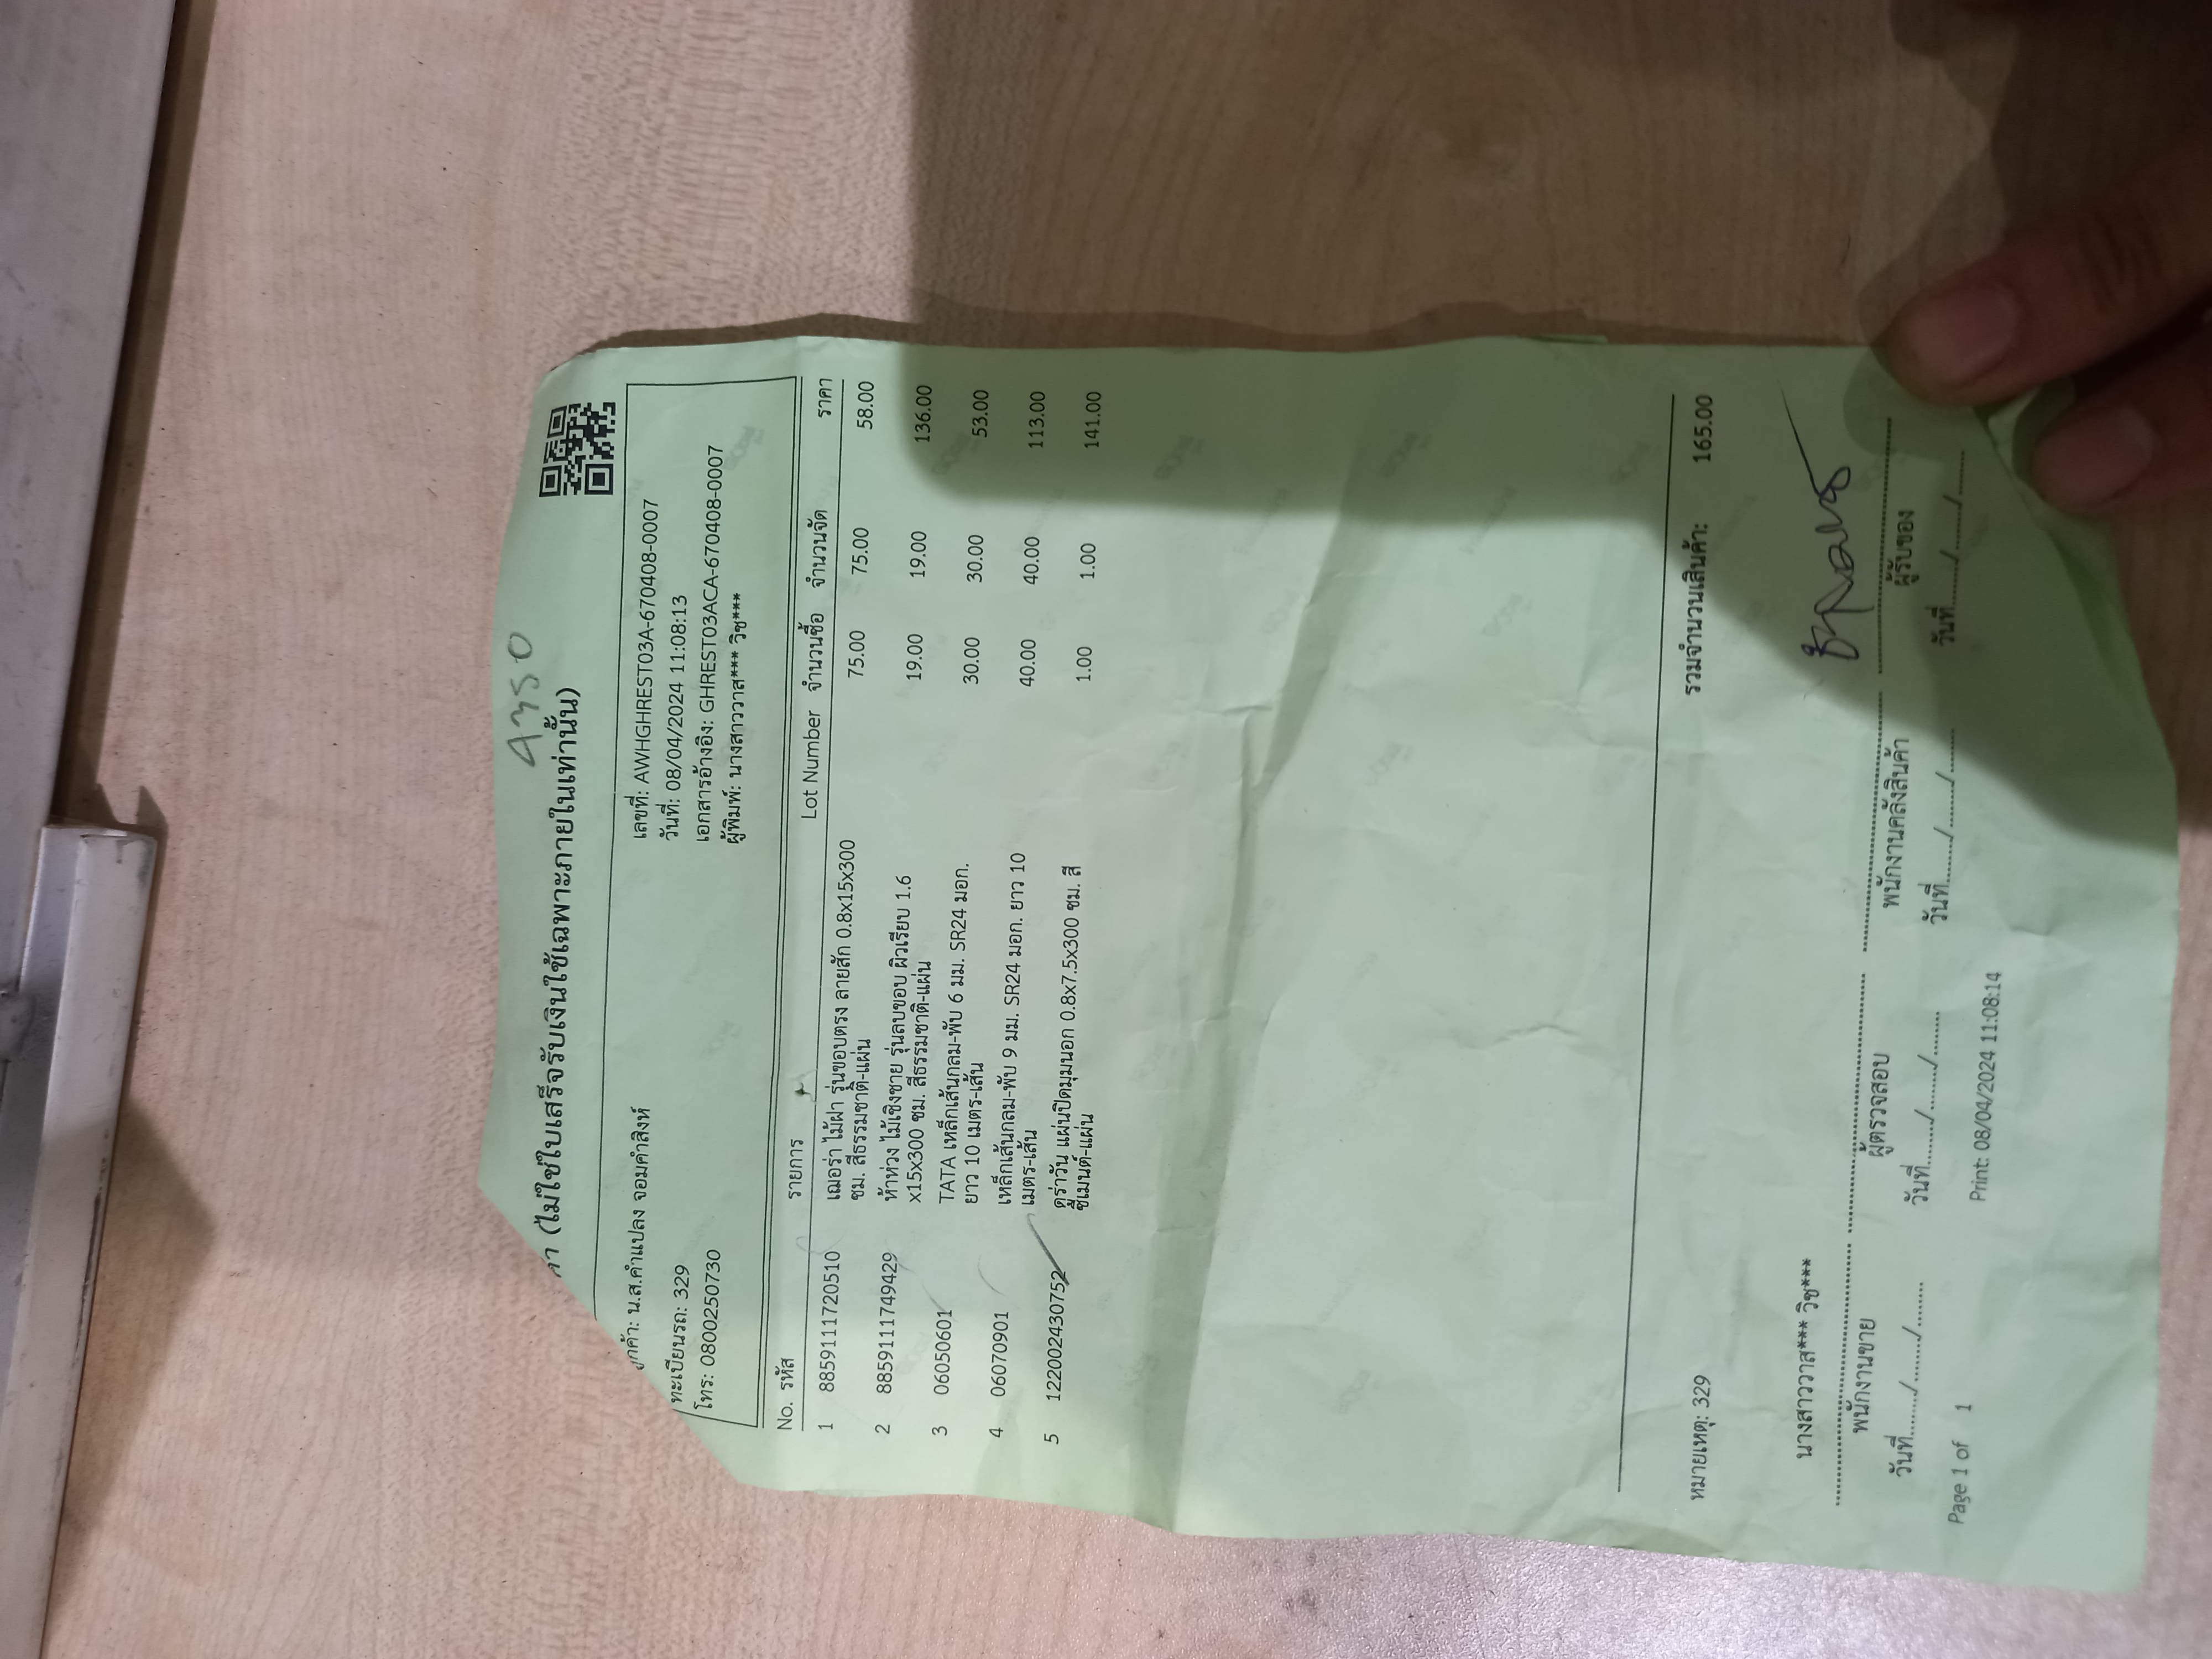 4350
(ไม่ใช่ใบเสร็จรับเงินใช้เฉพาะภายในเท่านั้น)
ลูกค้า: น.ส.คำแปลง จอมคำสิงห์
เลขที่: AWHGHREST03A-670408-0007
ทะเบียนรถ: 329
วันที่: 08/04/2024 11:08:13
โทร: 0800250730
เอกสารอ้างอิง: GHREST03ACA-670408-0007
ผู้พิมพ์: นางสาววาส*** วิช***
No. รหัส รายการ Lot Number จำนวนซื้อ จำนวนจัด ราคา
1 8859111720510 เฌอร่า ไม้ฝา รุ่นขอบตรง ลายสัก 0.8x15x300
ซม. สีธรรมชาติ-แผ่น 75.00 75.00 58.00
2 8859111749429 ห้าห่วง ไม้เชิงชาย รุ่นลบขอบ ผิวเรียบ 1.6
x15x300 ซม. สีธรรมชาติ-แผ่น 19.00 19.00 136.00
3 06050601 TATA เหล็กเส้นกลม-พับ 6 มม. SR24 มอก.
ยาว 10 เมตร-เส้น 30.00 30.00 53.00
4 06070901 เหล็กเส้นกลม-พับ 9 มม. SR24 มอก. ยาว 10
เมตร-เส้น 40.00 40.00 113.00
5 122002430752 ดูร่าวัน แผ่นปิดมุมนอก 0.8x7.5x300 ซม. สี
ซีเมนต์-แผ่น 1.00 1.00 141.00
หมายเหตุ: 329 รวมจำนวนสินค้า: 165.00
นางสาววาส*** วิช***
พนักงานขาย ผู้ตรวจสอบ พนักงานคลังสินค้า ผู้รับของ
วันที่......./......./........ วันที่......./......./........ วันที่......./......./........ วันที่......./......./........
Page 1 of 1 Print: 08/04/2024 11:08:14